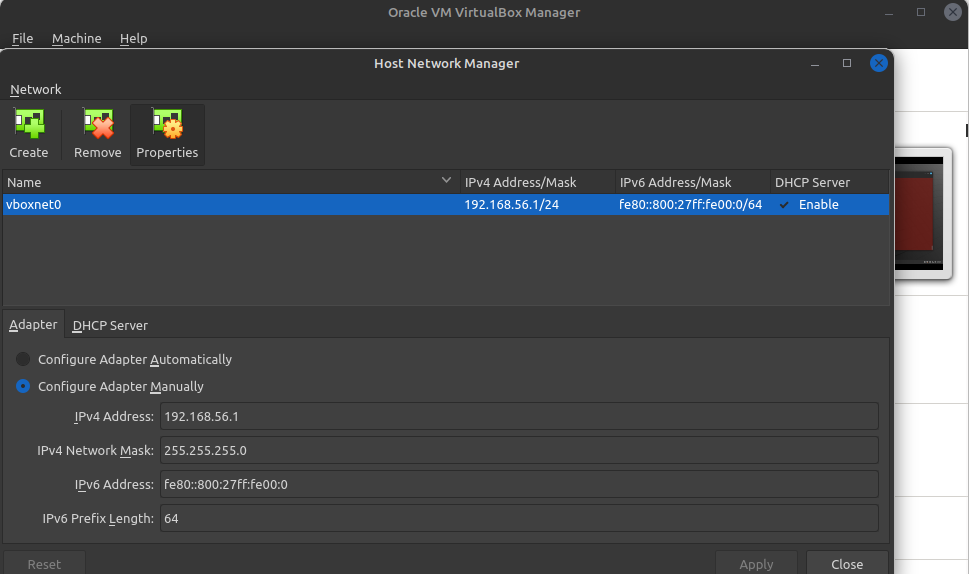 Oracle VM VirtualBox Manager
File Machine Help
Host Network Manager
Network
Create Remove Properties
Name IPv4 Address/Mask IPv6 Address/Mask DHCP Server
vboxnet0 192.168.56.1/24 fe80::800:27ff:fe00:0/64 Enable
Adapter DHCP Server
Configure Adapter Automatically
Configure Adapter Manually
IPv4 Address: 192.168.56.1
IPv4 Network Mask: 255.255.255.0
IPv6 Address: fe80::800:27ff:fe00:0
IPv6 Prefix Length: 64
Reset Apply Close